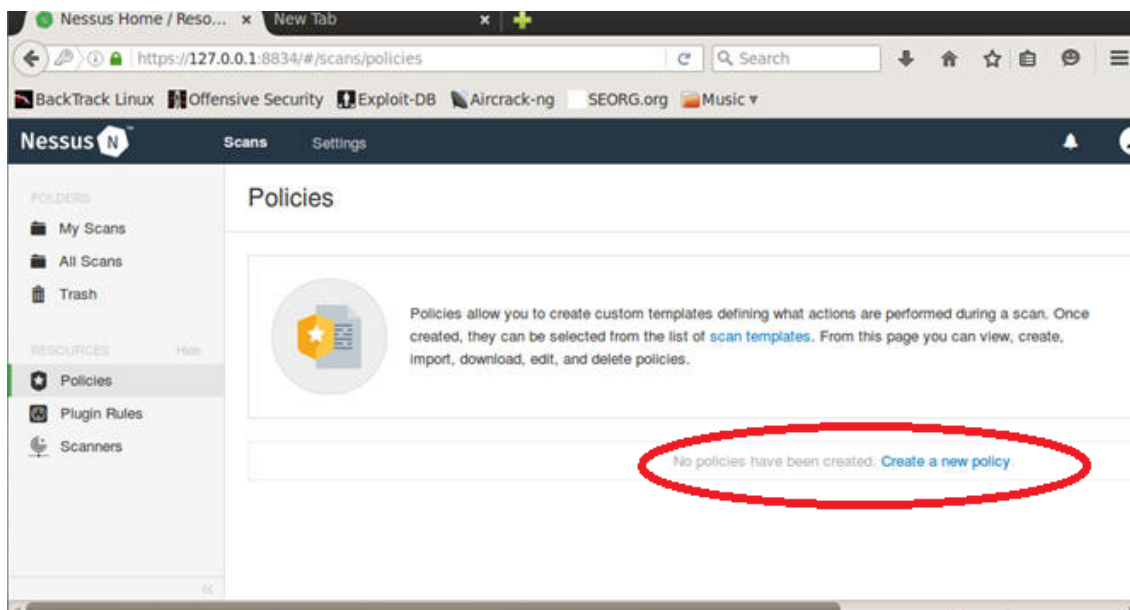 Nessus Home / Reso... × New Tab ×
https://127.0.0.1:8834/#/scans/policies Search
BackTrack Linux Offensive Security Exploit-DB Aircrack-ng SEORG.org Music
Nessus N Scans Settings
FOLDERS
My Scans
All Scans
Trash
RESOURCES Hide
Policies
Plugin Rules
Scanners
Policies
Policies allow you to create custom templates defining what actions are performed during a scan. Once
created, they can be selected from the list of scan templates. From this page you can view, create,
import, download, edit, and delete policies.
No policies have been created. Create a new policy.